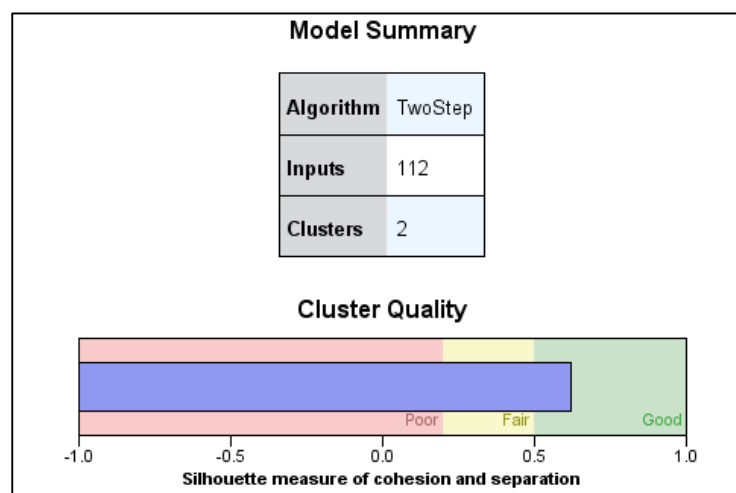 Model Summary
Algorithm TwoStep
Inputs 112
Clusters 2
Cluster Quality
Poor Fair Good
-1.0 -0.5 0.0 0.5 1.0
Silhouette measure of cohesion and separation